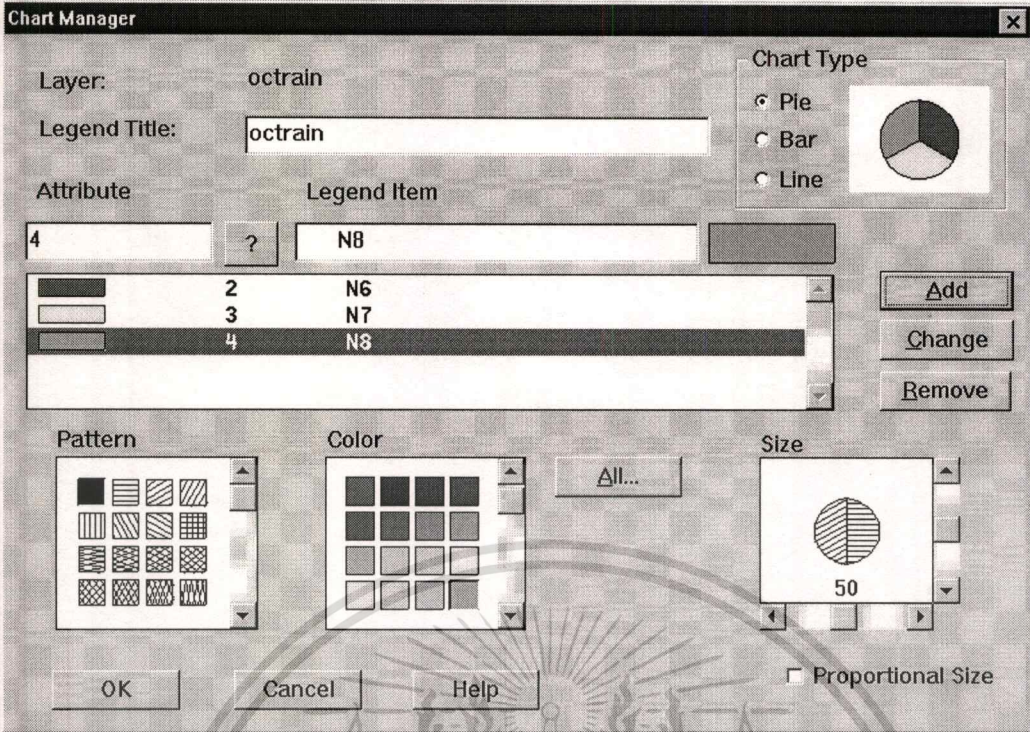 Chart Manager
Layer: octrain
Legend Title: octrain
Chart Type
Pie
Bar
Line
Attribute Legend Item
4 ? N8
2 N6
3 N7
4 N8
Add
Change
Remove
Pattern Color Size
All...
50
Proportional Size
OK Cancel Help